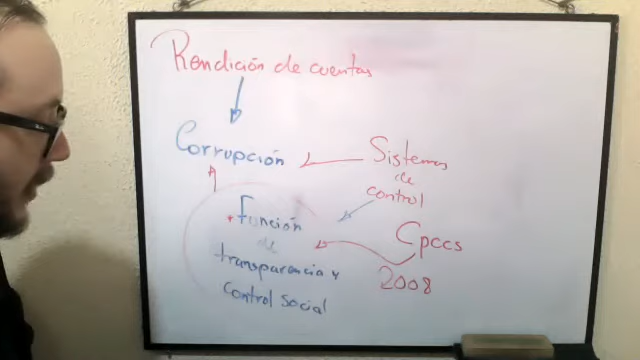 Rendición de cuentas
Corrupción
Sistemas
de
control
Función
de
transparencia y
control social
Cpccs
2008